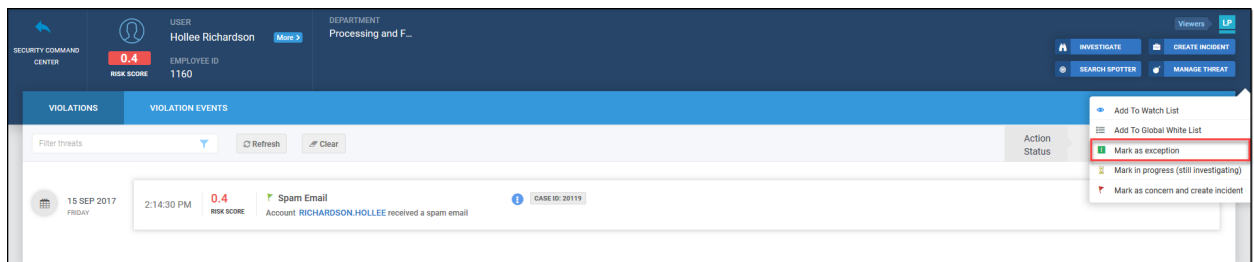 SECURITY COMMAND
CENTER
0.4
RISK SCORE
USER
Hollee Richardson More >
EMPLOYEE ID
1160
DEPARTMENT
Processing and F...
Viewers LP
INVESTIGATE CREATE INCIDENT
SEARCH SPOTTER MANAGE THREAT
VIOLATIONS VIOLATION EVENTS
Filter threats Refresh Clear
Action
Status
Add To Watch List
Add To Global White List
Mark as exception
Mark in progress (still investigating)
Mark as concern and create incident
15 SEP 2017
FRIDAY
2:14:30 PM
0.4
RISK SCORE
Spam Email
CASE ID: 20119
Account RICHARDSON.HOLLEE received a spam email